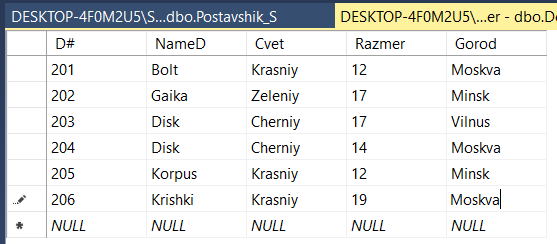 DESKTOP-4F0M2U5\S...dbo.Postavshik_S DESKTOP-4F0M2U5\...er - dbo.De
D# NameD Cvet Razmer Gorod
201 Bolt Krasniy 12 Moskva
202 Gaika Zeleniy 17 Minsk
203 Disk Cherniy 17 Vilnus
204 Disk Cherniy 14 Moskva
205 Korpus Krasniy 12 Minsk
206 Krishki Krasniy 19 Moskva
NULL NULL NULL NULL NULL